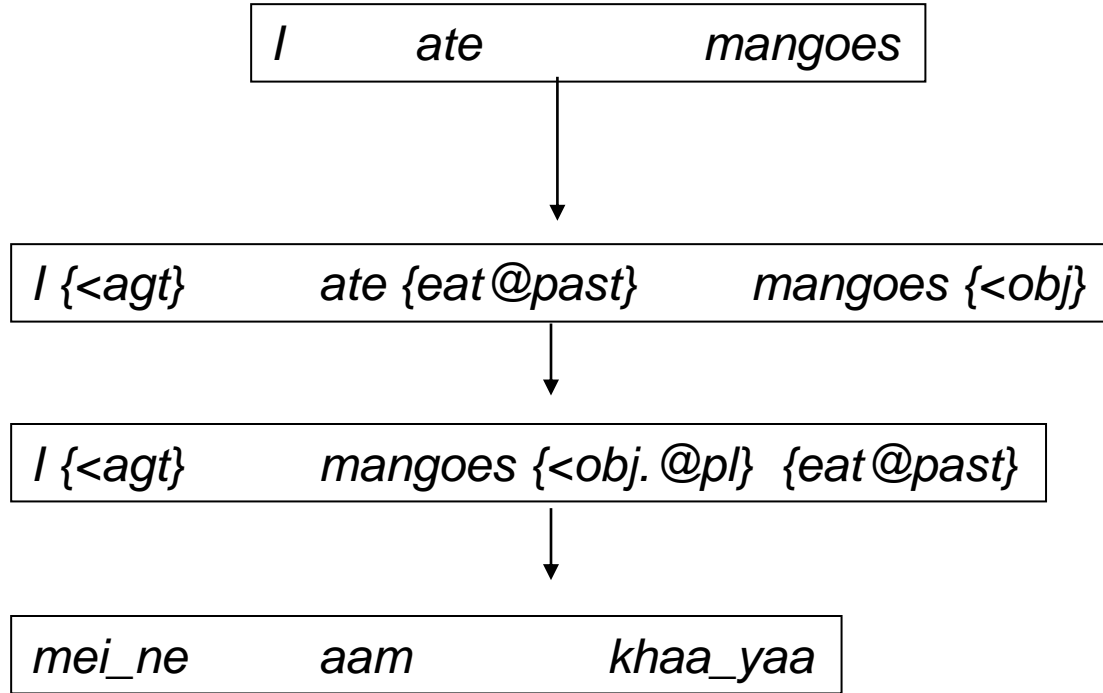 I ate mangoes
I {<agt} ate {eat@past} mangoes {<obj}
I {<agt} mangoes {<obj.@pl} {eat@past}
mei_ne aam khaa_yaa